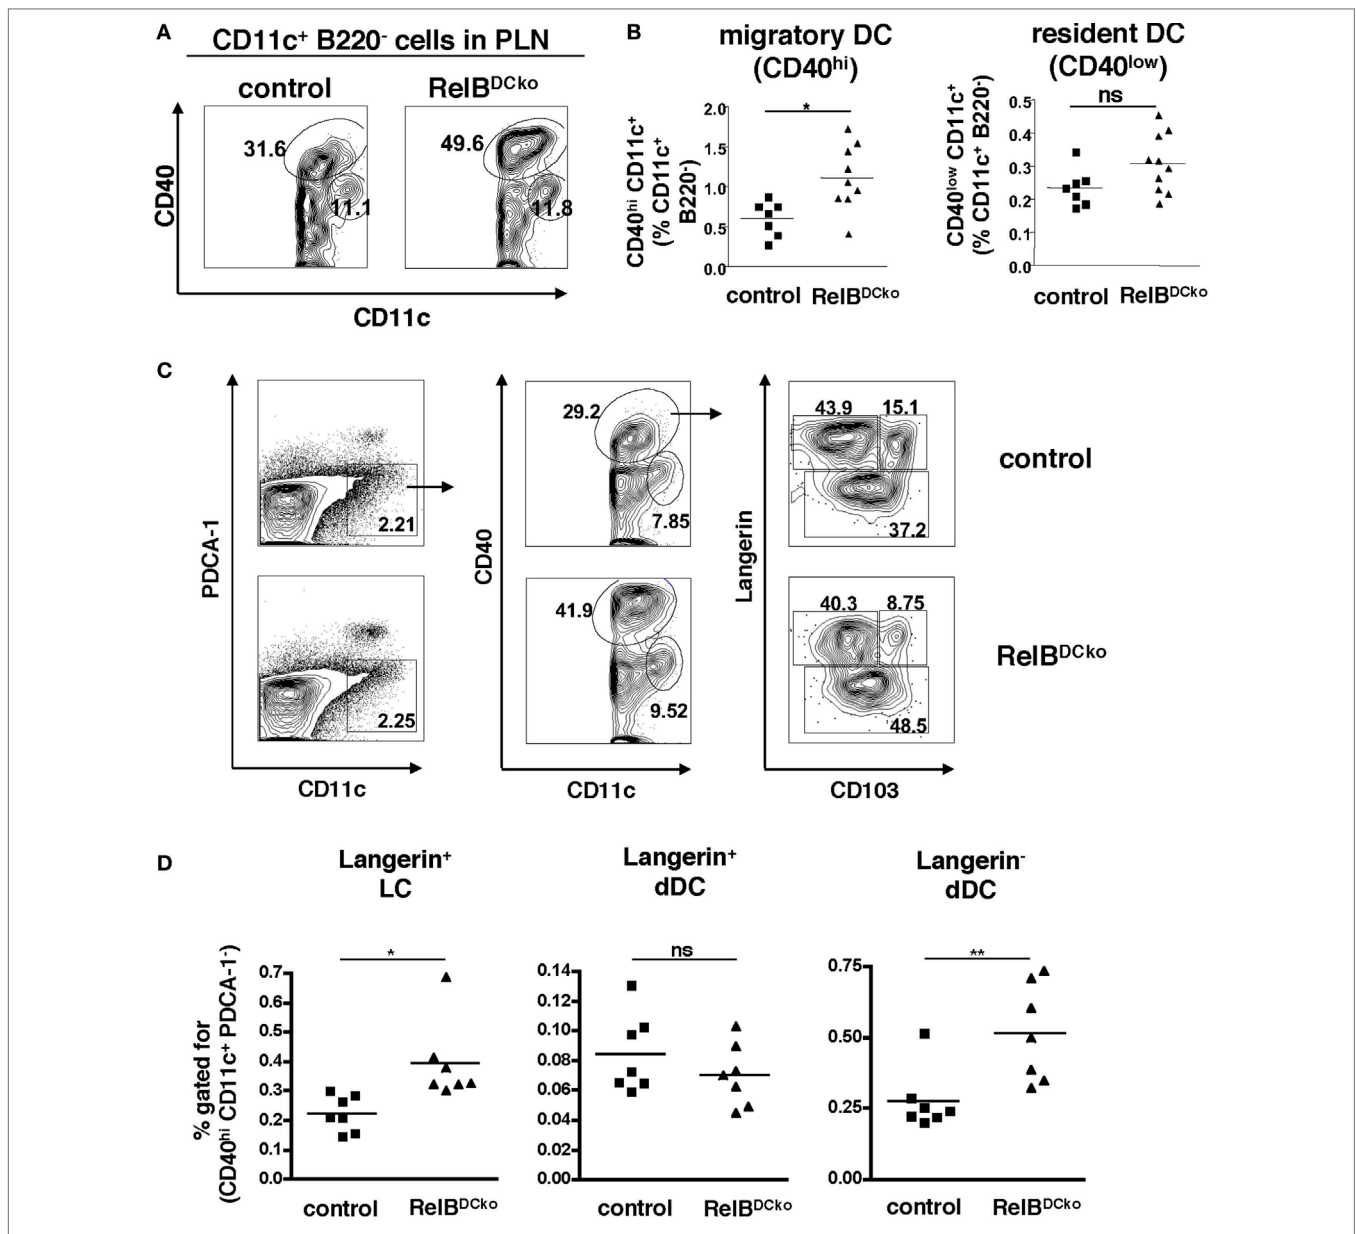 A
CD11c⁺ B220⁻ cells in PLN
control
RelB^DCko
31.6
11.1
49.6
11.8
CD40
CD11c
B
migratory DC
(CD40^hi)
*
CD40^hi CD11c⁺
(% CD11c⁺
B220⁻)
2.0
1.5
1.0
0.5
0.0
control
RelB^DCko
resident DC
(CD40^low)
ns
CD40^low CD11c⁺
(% CD11c⁺ B220⁻)
0.5
0.4
0.3
0.2
0.1
0.0
control
RelB^DCko
C
PDCA-1
2.21
2.25
CD11c
CD40
29.2
7.85
41.9
9.52
CD11c
Langerin
43.9
15.1
37.2
40.3
8.75
48.5
CD103
control
RelB^DCko
D
% gated for
(CD40^hi CD11c⁺ PDCA-1⁻)
Langerin⁺
LC
*
0.7
0.6
0.5
0.4
0.3
0.2
0.1
0.0
control
RelB^DCko
Langerin⁺
dDC
ns
0.14
0.12
0.10
0.08
0.06
0.04
0.02
0.00
control
RelB^DCko
Langerin⁻
dDC
**
0.75
0.50
0.25
0.00
control
RelB^DCko